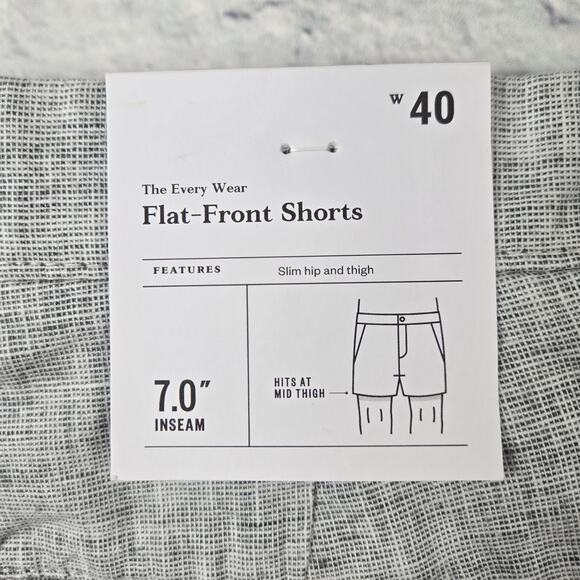 W 40
The Every Wear
Flat-Front Shorts
FEATURES Slim hip and thigh
7.0"
INSEAM
HITS AT
MID THIGH